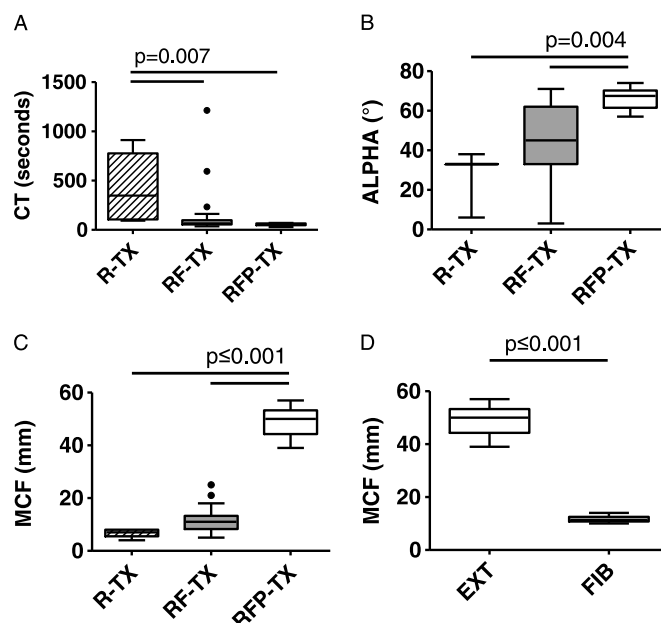 A
p=0.007
CT (seconds)
1500
1000
500
0
R-TX
RF-TX
RFP-TX
B
p=0.004
ALPHA (°)
80
60
40
20
0
R-TX
RF-TX
RFP-TX
C
p≤0.001
MCF (mm)
60
40
20
0
R-TX
RF-TX
RFP-TX
D
p≤0.001
MCF (mm)
60
40
20
0
EXT
FIB